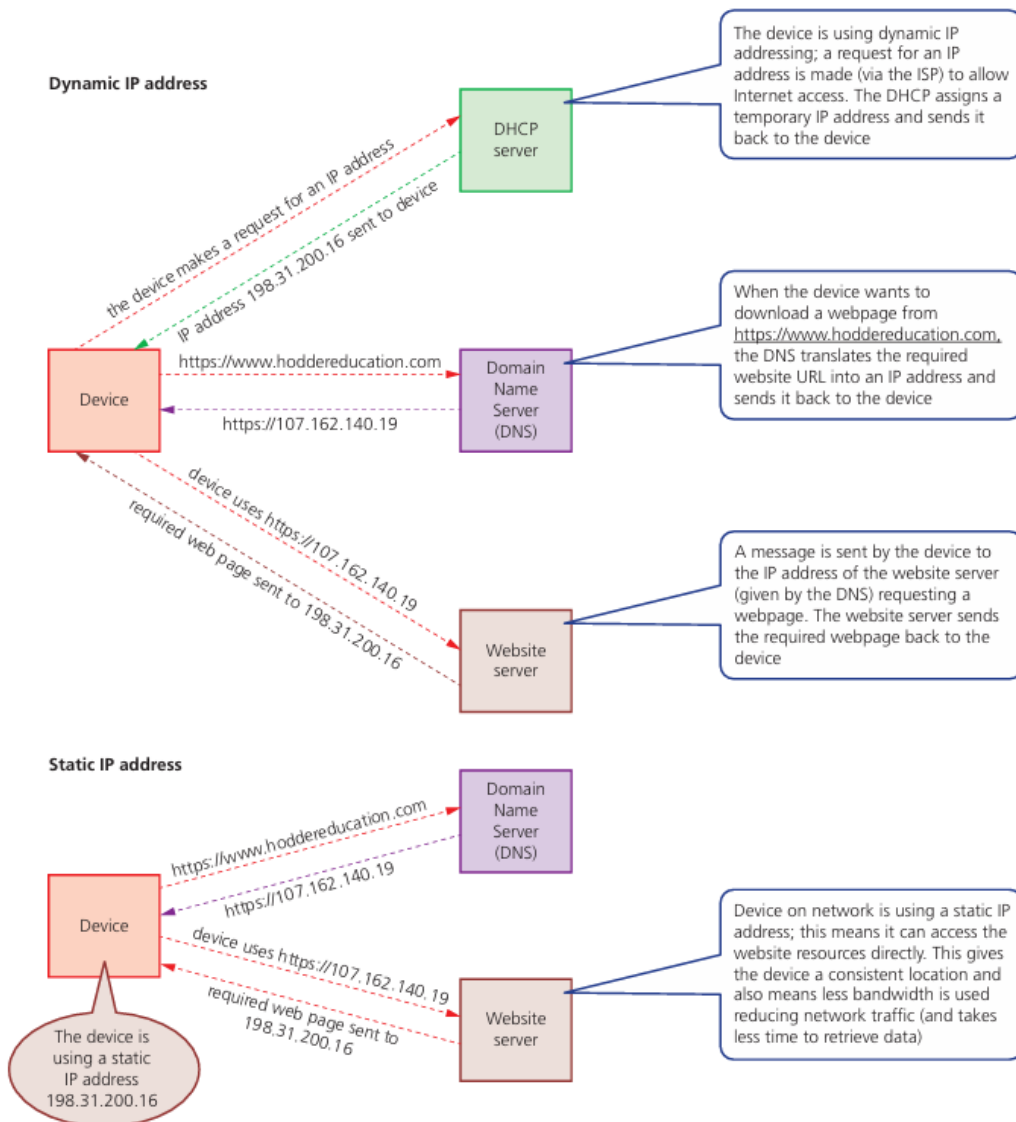 Dynamic IP address
The device is using dynamic IP
addressing; a request for an IP
address is made (via the ISP) to allow
Internet access. The DHCP assigns a
temporary IP address and sends it
back to the device
DHCP
server
the device makes a request for an IP address
IP address 198.31.200.16 sent to device
When the device wants to
download a webpage from
https://www.hoddereducation.com,
the DNS translates the required
website URL into an IP address and
sends it back to the device
Device
https://www.hoddereducation.com
https://107.162.140.19
Domain
Name
Server
(DNS)
device uses https://107.162.140.19
required web page sent to 198.31.200.16
A message is sent by the device to
the IP address of the website server
(given by the DNS) requesting a
webpage. The website server sends
the required webpage back to the
device
Website
server
Static IP address
Domain
Name
Server
(DNS)
https://www.hoddereducation.com
https://107.162.140.19
Device
device uses https://107.162.140.19
required web page sent to
198.31.200.16
Website
server
Device on network is using a static IP
address; this means it can access the
website resources directly. This gives
the device a consistent location and
also means less bandwidth is used
reducing network traffic (and takes
less time to retrieve data)
The device is
using a static
IP address
198.31.200.16